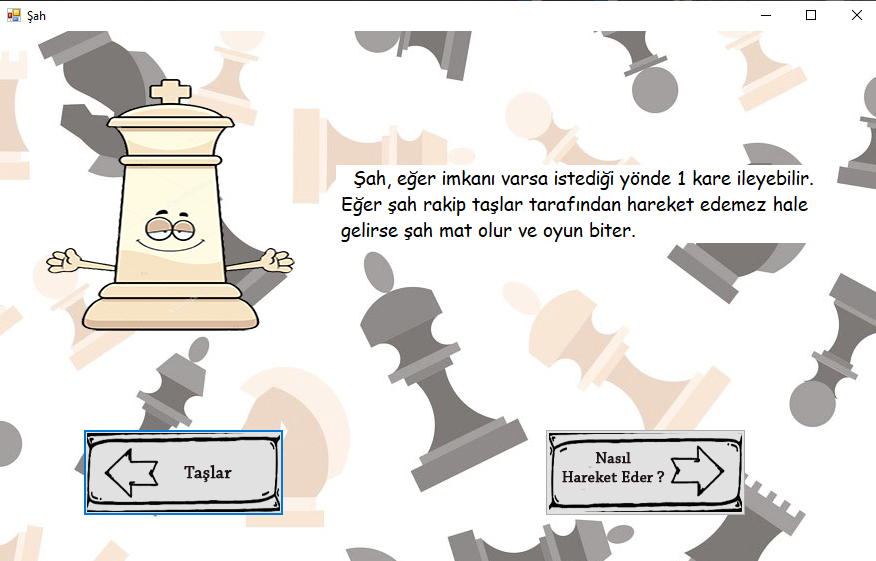 Şah
Şah, eğer imkanı varsa istediği yönde 1 kare ileyebilir.
Eğer şah rakip taşlar tarafından hareket edemez hale
gelirse şah mat olur ve oyun biter.
Taşlar
Nasıl
Hareket Eder ?